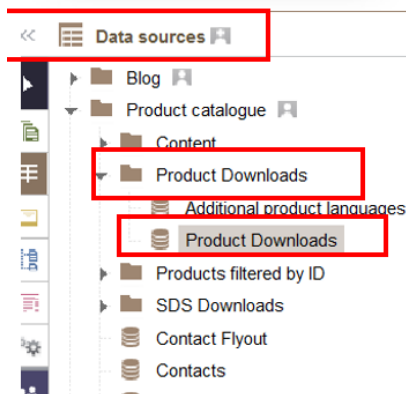 Data sources
Blog
Product catalogue
Content
Product Downloads
Additional product languages
Product Downloads
Products filtered by ID
SDS Downloads
Contact Flyout
Contacts